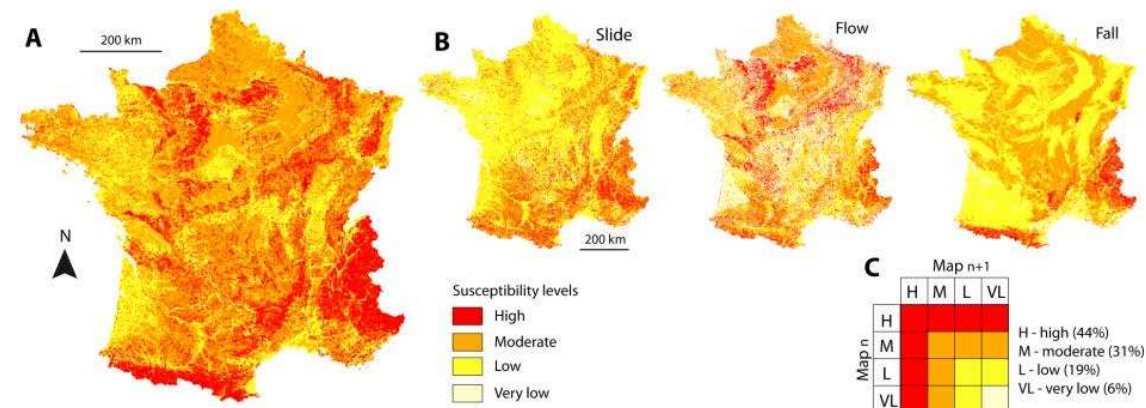 A
200 km
N
B
Slide
Flow
Fall
200 km
Susceptibility levels
High
Moderate
Low
Very low
C
Map n+1
H M L VL
Map n
H
M
L
VL
H - high (44%)
M - moderate (31%)
L - low (19%)
VL - very low (6%)